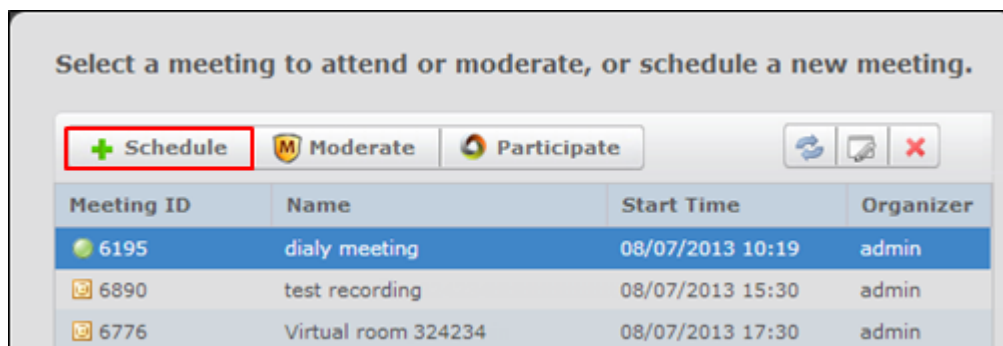 Select a meeting to attend or moderate, or schedule a new meeting.
Schedule M Moderate Participate
Meeting ID Name Start Time Organizer
6195 dialy meeting 08/07/2013 10:19 admin
6890 test recording 08/07/2013 15:30 admin
6776 Virtual room 324234 08/07/2013 17:30 admin